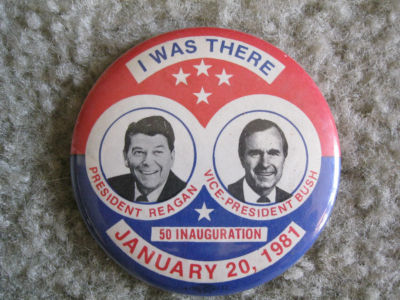 I WAS THERE
PRESIDENT REAGAN
VICE-PRESIDENT BUSH
50 INAUGURATION
JANUARY 20, 1981